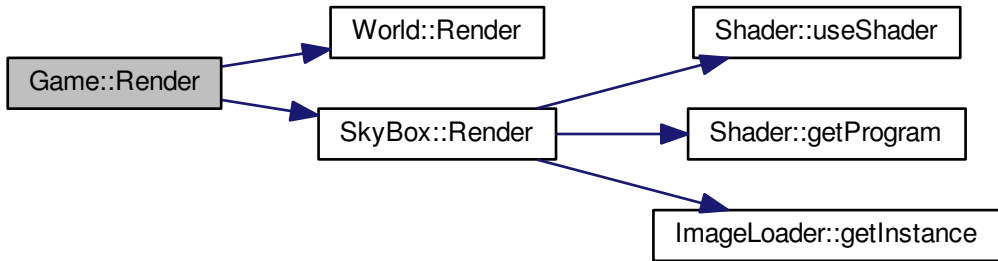 Game::Render
World::Render
SkyBox::Render
Shader::useShader
Shader::getProgram
ImageLoader::getInstance